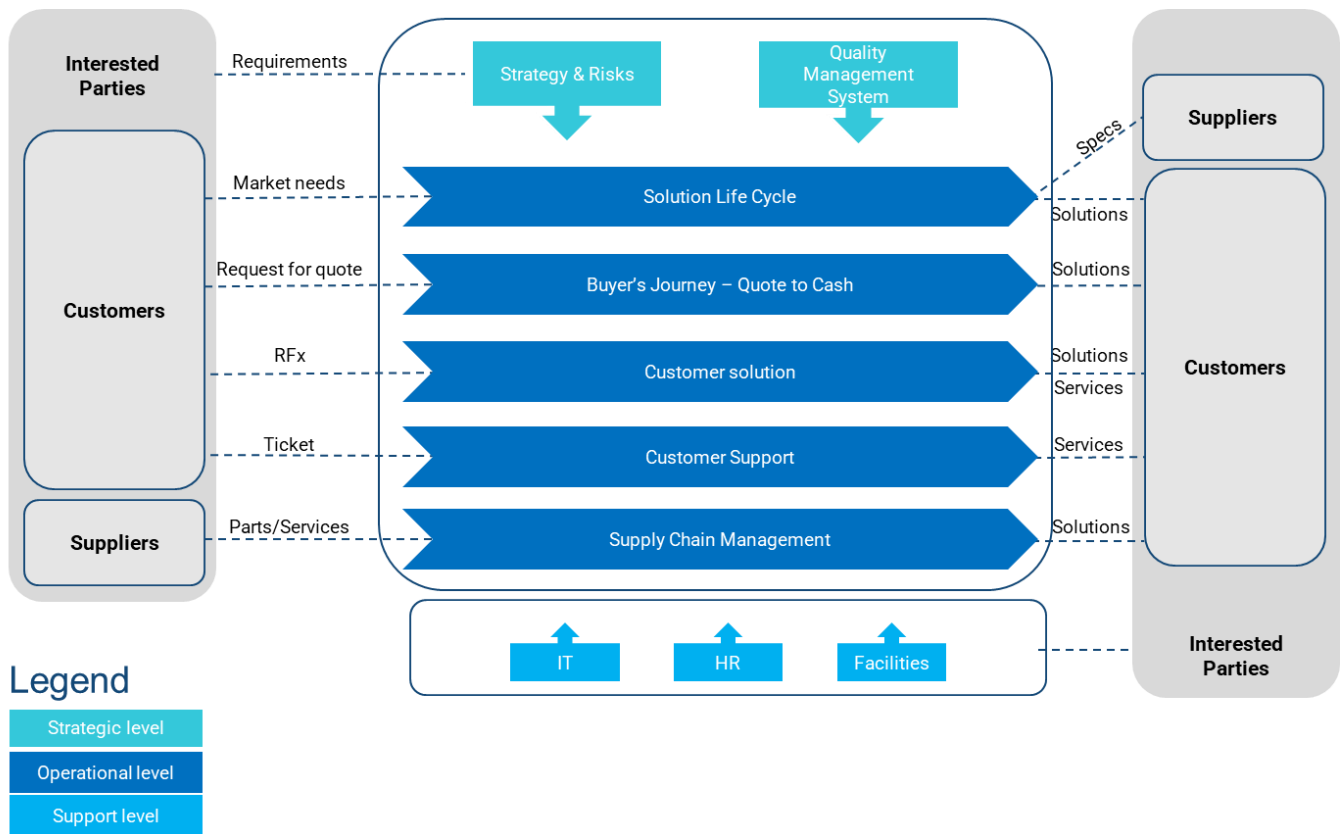 Interested
Parties
Customers
Suppliers
Requirements
Market needs
Request for quote
RFx
Ticket
Parts/Services
Strategy & Risks
Quality
Management
System
Solution Life Cycle
Buyer’s Journey – Quote to Cash
Customer solution
Customer Support
Supply Chain Management
IT
HR
Facilities
Specs
Solutions
Solutions
Solutions
Services
Services
Solutions
Suppliers
Customers
Interested
Parties
Legend
Strategic level
Operational level
Support level